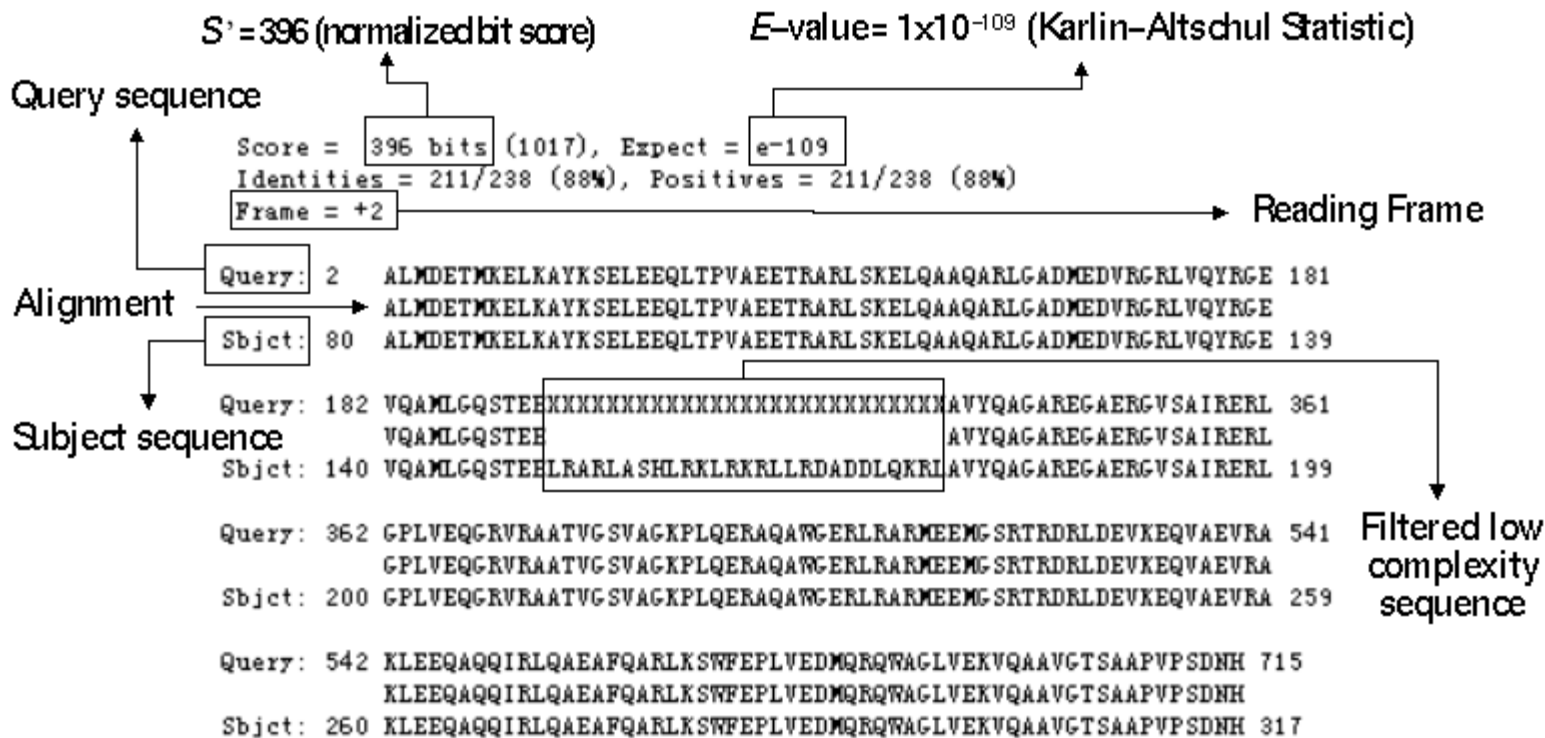 S' = 396 (normalized bit score)
E–value= 1x10⁻¹⁰⁹ (Karlin–Altschul Statistic)
Query sequence
Score = 396 bits (1017), Expect = e-109
Identities = 211/238 (88%), Positives = 211/238 (88%)
Frame = +2
Reading Frame
Query: 2 ALMDETMKELKAYKSELEEQLTPVAEETRARLSKELQAAQARLGADMEDVRGRLVQYRGE 181
Alignment
ALMDETMKELKAYKSELEEQLTPVAEETRARLSKELQAAQARLGADMEDVRGRLVQYRGE
Sbjct: 80 ALMDETMKELKAYKSELEEQLTPVAEETRARLSKELQAAQARLGADMEDVRGRLVQYRGE 139
Query: 182 VQAMLGQSTEEXXXXXXXXXXXXXXXXXXXXXXXXXXXAVYQAGAREGAERGVSAIRERL 361
Subject sequence
VQAMLGQSTEE AVYQAGAREGAERGVSAIRERL
Sbjct: 140 VQAMLGQSTEELRARLASHLRKLRKRLLRDADDLQKRLAVYQAGAREGAERGVSAIRERL 199
Query: 362 GPLVEQGRVRAATVGSVAGKPLQERAQAWGERLRARMEEMGSRTRDRLDEVKEQVAEVRA 541
GPLVEQGRVRAATVGSVAGKPLQERAQAWGERLRARMEEMGSRTRDRLDEVKEQVAEVRA
Sbjct: 200 GPLVEQGRVRAATVGSVAGKPLQERAQAWGERLRARMEEMGSRTRDRLDEVKEQVAEVRA 259
Filtered low
complexity
sequence
Query: 542 KLEEQAQQIRLQAEAFQARLKSWFEPLVEDMQRQWAGLVEKVQAAVGTSAAPVPSDNH 715
KLEEQAQQIRLQAEAFQARLKSWFEPLVEDMQRQWAGLVEKVQAAVGTSAAPVPSDNH
Sbjct: 260 KLEEQAQQIRLQAEAFQARLKSWFEPLVEDMQRQWAGLVEKVQAAVGTSAAPVPSDNH 317